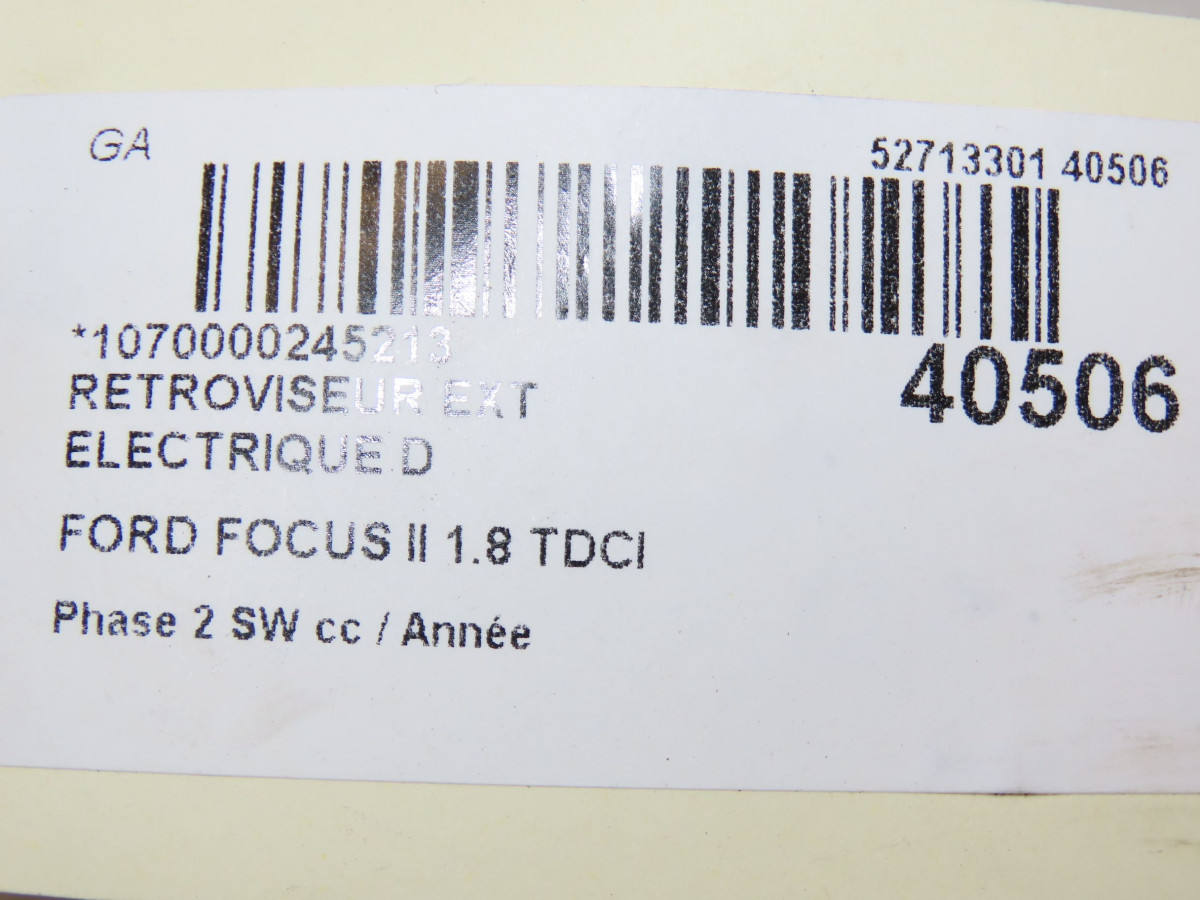 GA
52713301 40506
*1070000245213
40506
RETROVISEUR EXT
ELECTRIQUE D
FORD FOCUS II 1.8 TDCI
Phase 2 SW cc / Année